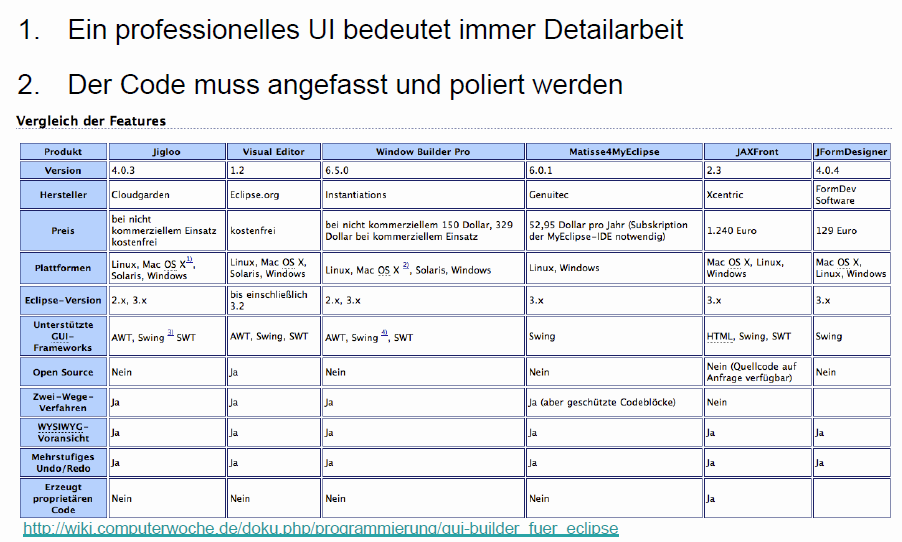 1. Ein professionelles UI bedeutet immer Detailarbeit
2. Der Code muss angefasst und poliert werden
Vergleich der Features
Produkt Jigloo Visual Editor Window Builder Pro Matisse4MyEclipse JAXFront JFormDesigner
Version 4.0.3 1.2 6.5.0 6.0.1 2.3 4.0.4
Hersteller Cloudgarden Eclipse.org Instantiations Genuitec Xcentric FormDev Software
Preis bei nicht kommerziellem Einsatz kostenfrei kostenfrei bei nicht kommerziellem 150 Dollar, 329 Dollar bei kommerziellem Einsatz 52,95 Dollar pro Jahr (Subskription der MyEclipse-IDE notwendig) 1.240 Euro 129 Euro
Plattformen Linux, Mac OS X 1), Solaris, Windows Linux, Mac OS X, Solaris, Windows Linux, Mac OS X 2), Solaris, Windows Linux, Windows Mac OS X, Linux, Windows Mac OS X, Linux, Windows
Eclipse-Version 2.x, 3.x bis einschließlich 3.2 2.x, 3.x 3.x 3.x 3.x
Unterstützte GUI-Frameworks AWT, Swing 3) SWT AWT, Swing, SWT AWT, Swing 4), SWT Swing HTML, Swing, SWT Swing
Open Source Nein Ja Nein Nein Nein (Quellcode auf Anfrage verfügbar) Nein
Zwei-Wege-Verfahren Ja Ja Ja Ja (aber geschützte Codeblöcke) Nein
WYSIWYG-Voransicht Ja Ja Ja Ja Ja Ja
Mehrstufiges Undo/Redo Ja Ja Ja Ja Ja Ja
Erzeugt proprietären Code Nein Nein Nein Nein Ja
http://wiki.computerwoche.de/doku.php/programmierung/gui-builder_fuer_eclipse